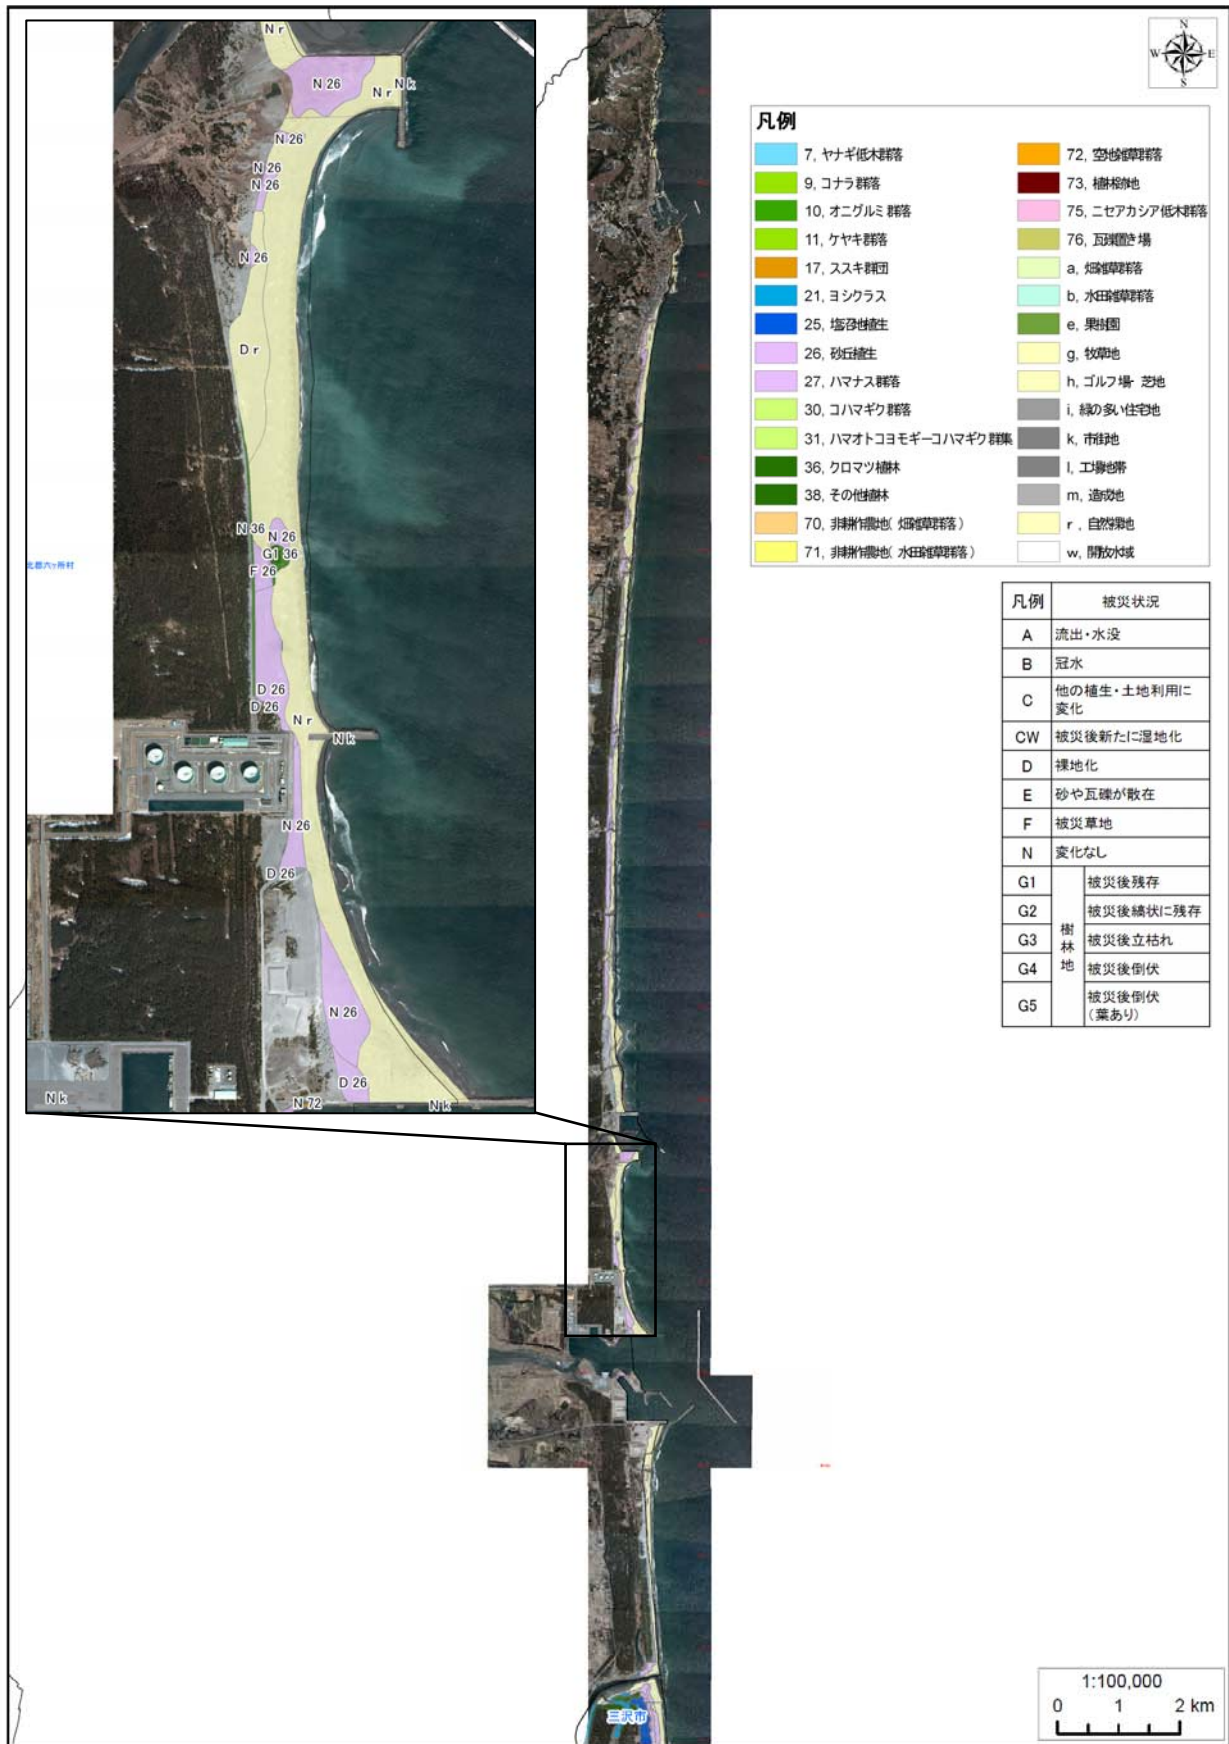 N r
N 26
N r
N k
N 26
N 26
N 26
N 26
D r
N 36
N 26
G1 36
F 26
北郡六ヶ所村
D 26
D 26
N r
N k
N 26
D 26
N 26
D 26
N k
N 72
N k
N
W
E
S
凡例
7, ヤナギ低木群落
9, コナラ群落
10, オニグルミ群落
11, ケヤキ群落
17, ススキ群団
21, ヨシクラス
25, 塩沼地植生
26, 砂丘植生
27, ハマナス群落
30, コハマギク群落
31, ハマオトコヨモギーコハマギク群集
36, クロマツ植林
38, その他植林
70, 非耕作農地( 畑雑草群落)
71, 非耕作農地( 水田雑草群落)
72, 空地雑草群落
73, 植林跡地
75, ニセアカシア低木群落
76, 瓦礫置き場
a, 畑雑草群落
b, 水田雑草群落
e, 果樹園
g, 牧草地
h, ゴルフ場・芝地
i, 緑の多い住宅地
k, 市街地
l, 工場地帯
m, 造成地
r, 自然裸地
w, 開放水域
凡例 被災状況
A 流出・水没
B 冠水
C 他の植生・土地利用に
変化
CW 被災後新たに湿地化
D 裸地化
E 砂や瓦礫が散在
F 被災草地
N 変化なし
樹林地
G1 被災後残存
G2 被災後縞状に残存
G3 被災後立枯れ
G4 被災後倒伏
G5 被災後倒伏
(葉あり)
三沢市
1:100,000
0 1 2 km